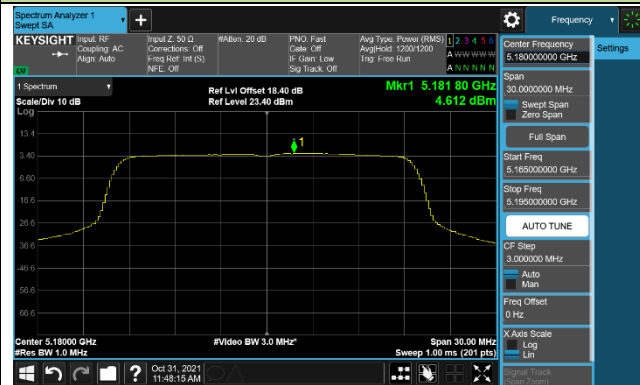 Spectrum Analyzer 1
Swept SA
Frequency
KEYSIGHT
Input: RF
Coupling: AC
Align: Auto
Input Z: 50 Ω
Corrections: Off
Freq Ref: Int (S)
NFE: Off
#Atten: 20 dB
PNO: Fast
Gate: Off
IF Gain: Low
Sig Track: Off
Avg Type: Power (RMS)
Avg|Hold: 1200/1200
Trig: Free Run
1 2 3 4 5 6
A W W W W W
A N N N N N
LNI
1 Spectrum
Scale/Div 10 dB
Ref Lvl Offset 18.40 dB
Ref Level 23.40 dBm
Mkr1 5.181 80 GHz
4.612 dBm
Log
13.4
3.40
-6.60
-16.6
-26.6
-36.6
-46.6
-56.6
-66.6
1
Center 5.18000 GHz
#Res BW 1.0 MHz
#Video BW 3.0 MHz*
Span 30.00 MHz
Sweep 1.00 ms (201 pts)
Oct 31, 2021
11:48:15 AM
Center Frequency
5.180000000 GHz
Settings
Span
30.0000000 MHz
Swept Span
Zero Span
Full Span
Start Freq
5.165000000 GHz
Stop Freq
5.195000000 GHz
AUTO TUNE
CF Step
3.000000 MHz
Auto
Man
Freq Offset
0 Hz
X Axis Scale
Log
Lin
Signal Track
(Span Zoom)